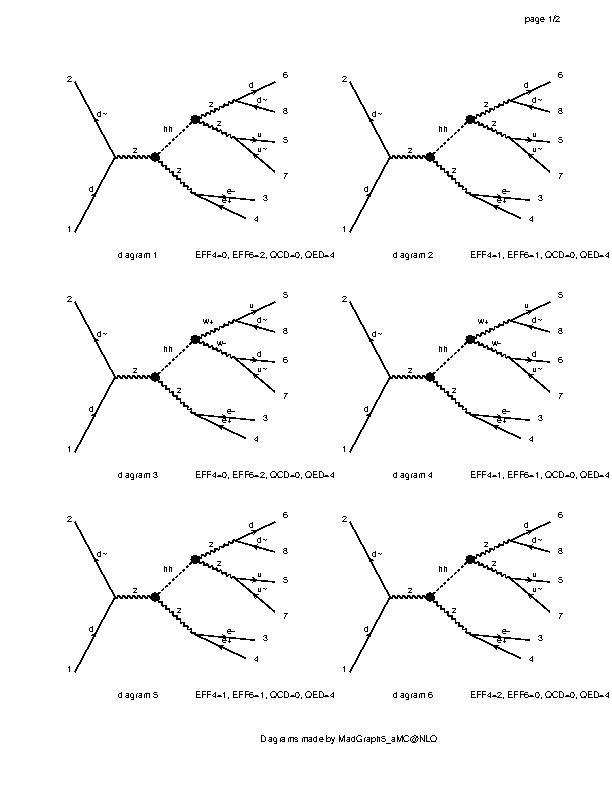 page 1/2
2 d~ d 1 z hh z z d d~ u u~ z e- e+ 6 8 5 7 3 4
diagram 1 EFF4=0, EFF6=2, QCD=0, QED=4
2 d~ d 1 z hh z z d d~ u u~ z e- e+ 6 8 5 7 3 4
diagram 2 EFF4=1, EFF6=1, QCD=0, QED=4
2 d~ d 1 z hh w+ w- u d~ d u~ z e- e+ 5 8 6 7 3 4
diagram 3 EFF4=0, EFF6=2, QCD=0, QED=4
2 d~ d 1 z hh w+ w- u d~ d u~ z e- e+ 5 8 6 7 3 4
diagram 4 EFF4=1, EFF6=1, QCD=0, QED=4
2 d~ d 1 z hh z z d d~ u u~ z e- e+ 6 8 5 7 3 4
diagram 5 EFF4=1, EFF6=1, QCD=0, QED=4
2 d~ d 1 z hh z z d d~ u u~ z e- e+ 6 8 5 7 3 4
diagram 6 EFF4=2, EFF6=0, QCD=0, QED=4
Diagrams made by MadGraph5_aMC@NLO